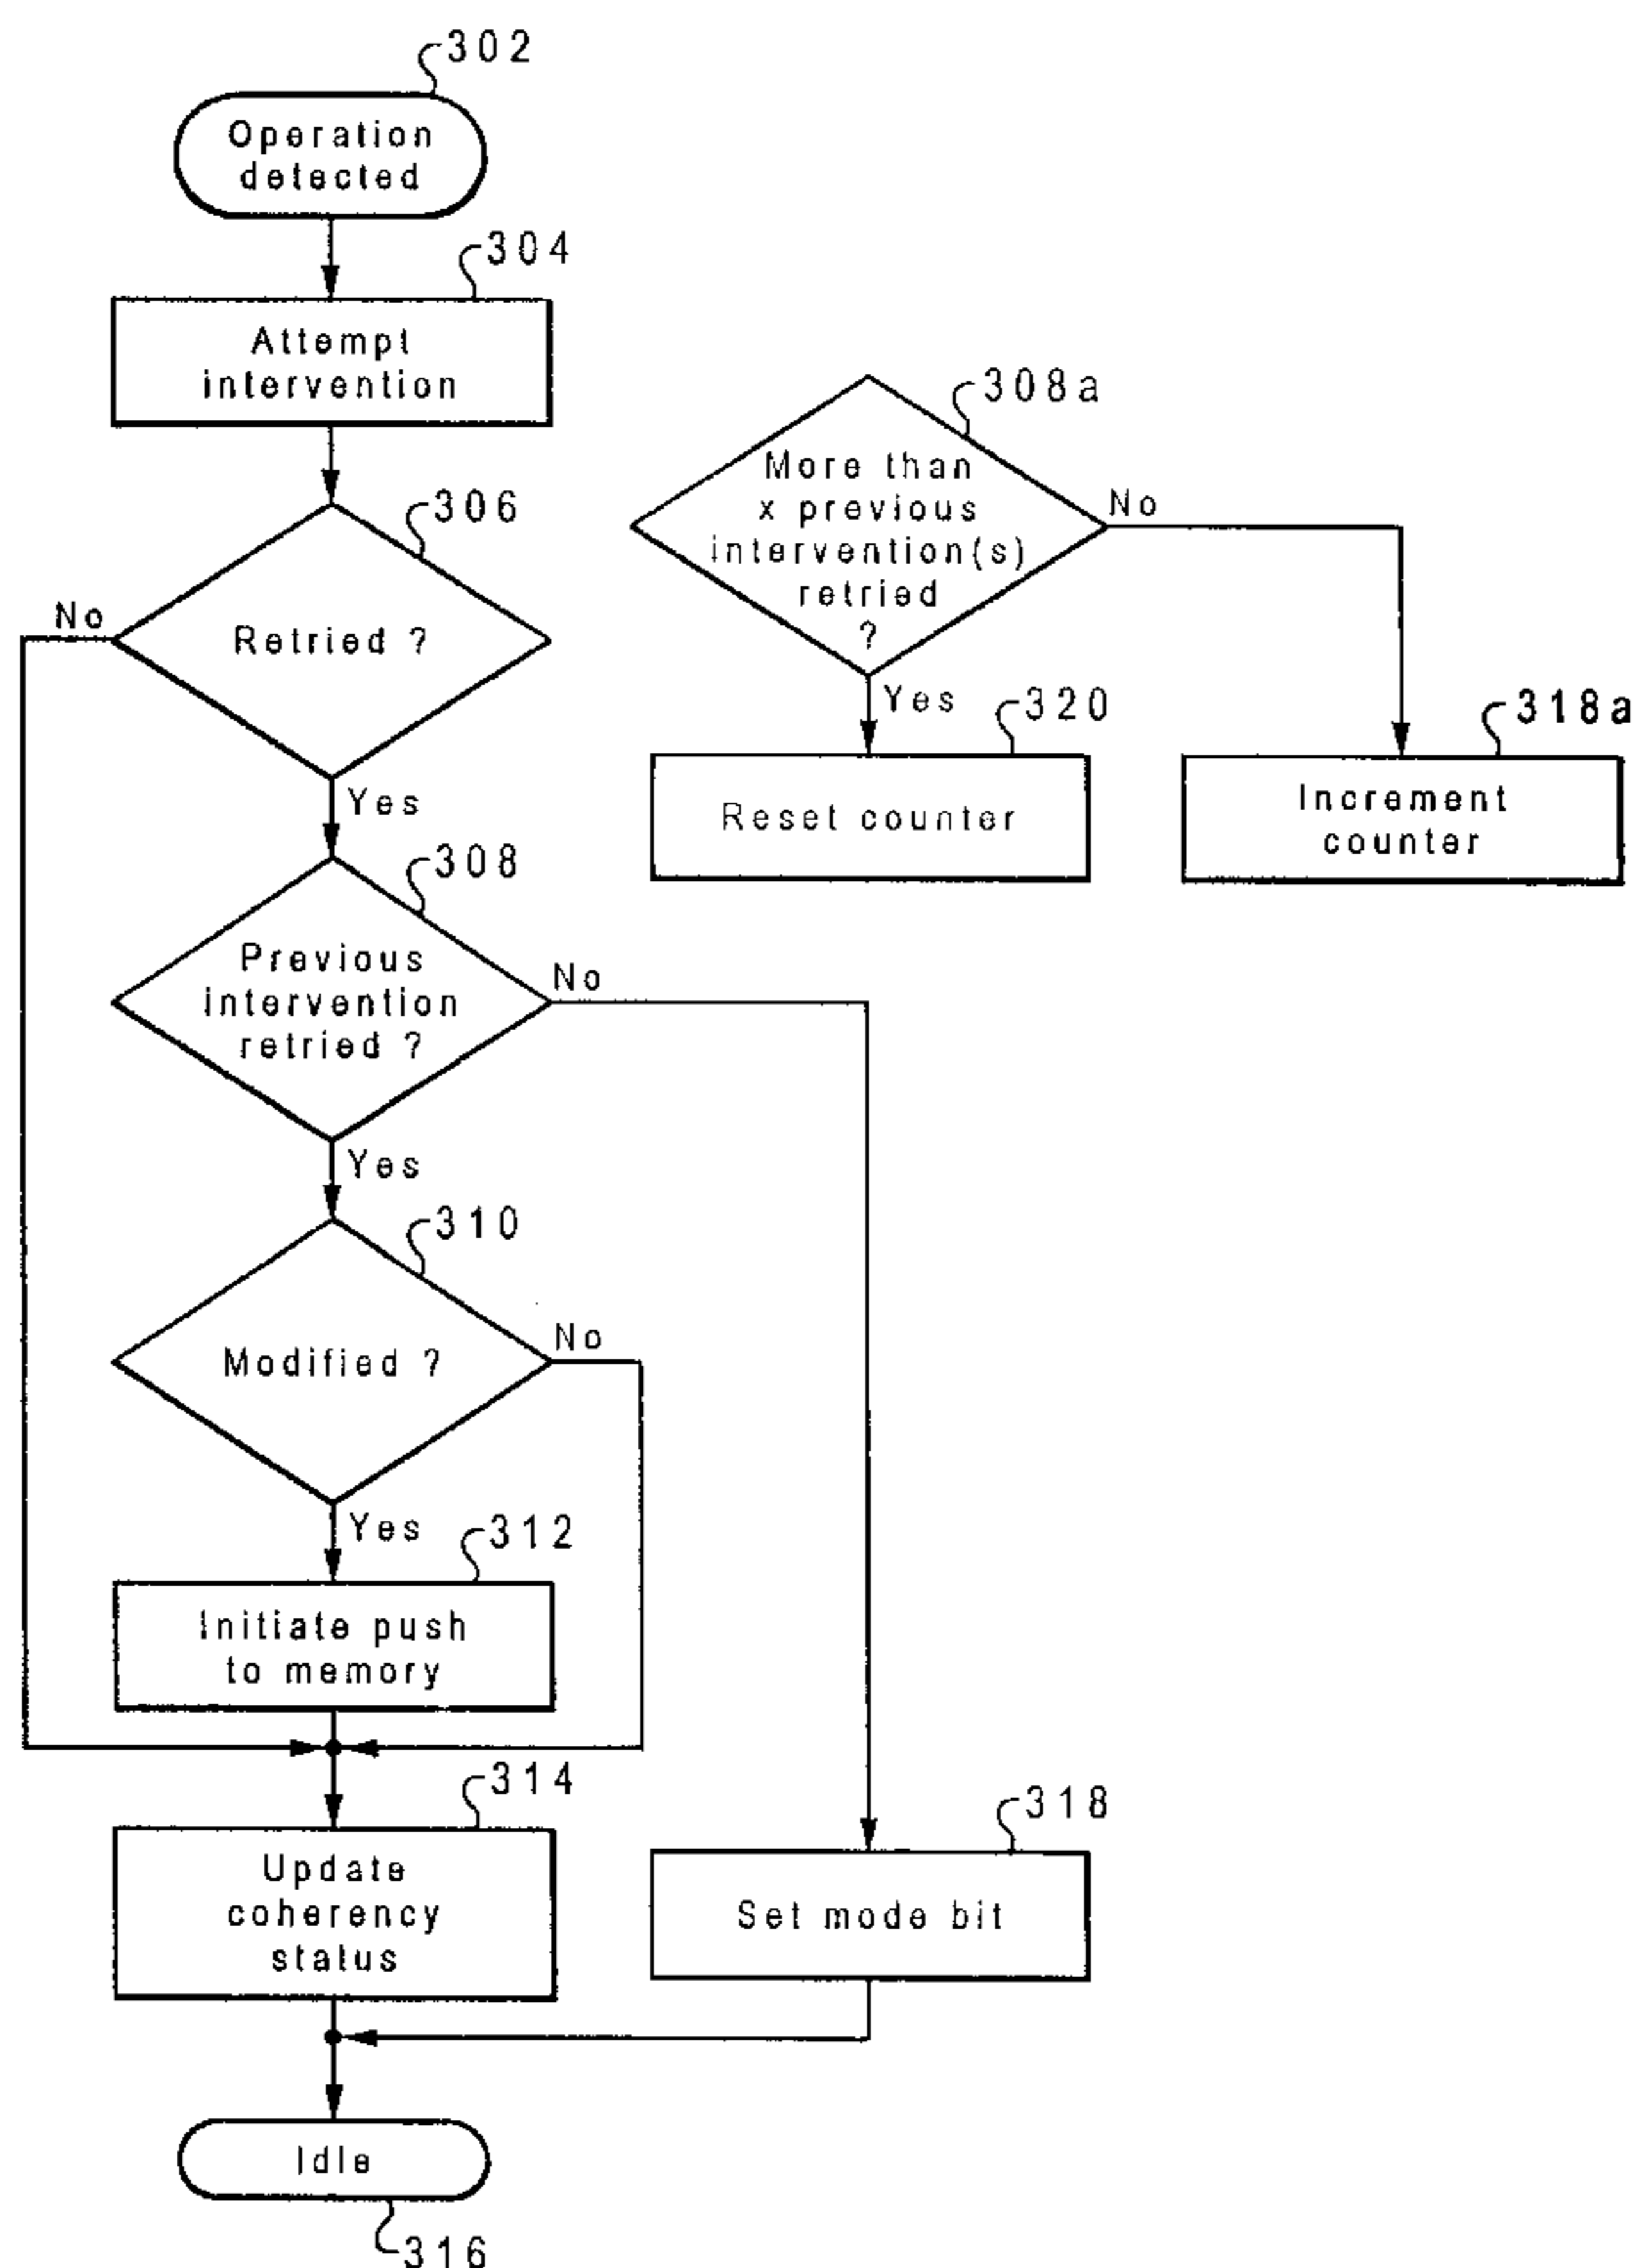 302
Operation
detected
304
Attempt
intervention
306
No
Retried ?
Yes
308
Previous
intervention
retried ?
No
Yes
310
Modified ?
No
Yes
312
Initiate push
to memory
314
Update
coherency
status
318
Set mode bit
Idle
316
308a
More than
x previous
intervention(s)
retried
?
No
Yes
320
Reset counter
318a
Increment
counter